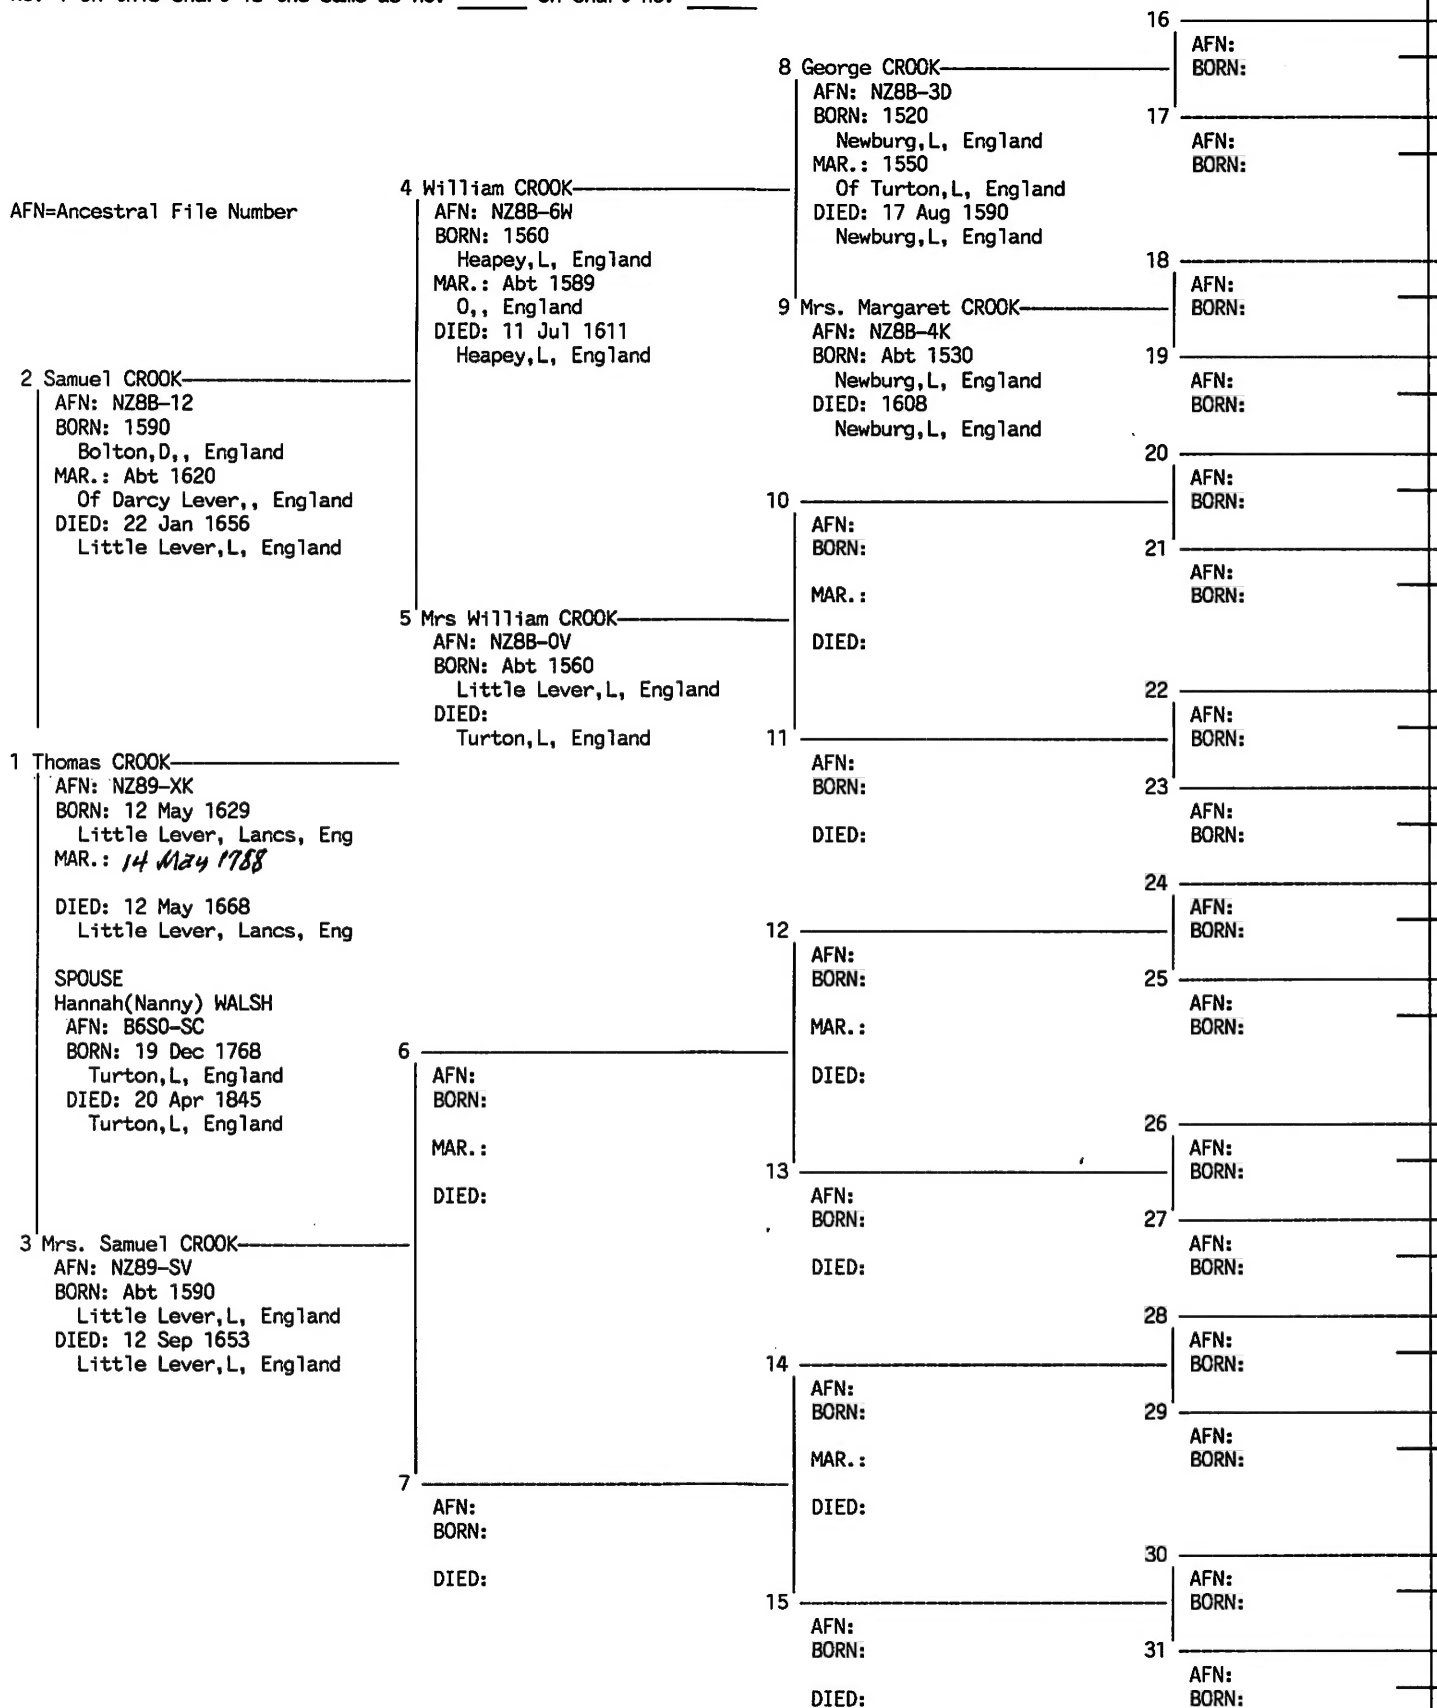 16
AFN:
BORN:
8 George CROOK
AFN: NZ8B-3D
BORN: 1520
Newburg,L, England
MAR.: 1550
Of Turton,L, England
DIED: 17 Aug 1590
Newburg,L, England
17
AFN:
BORN:
4 William CROOK
AFN: NZ8B-6W
BORN: 1560
Heapey,L, England
MAR.: Abt 1589
O,, England
DIED: 11 Jul 1611
Heapey,L, England
AFN=Ancestral File Number
18
AFN:
BORN:
9 Mrs. Margaret CROOK
AFN: NZ8B-4K
BORN: Abt 1530
Newburg,L, England
DIED: 1608
Newburg,L, England
19
AFN:
BORN:
2 Samuel CROOK
AFN: NZ8B-12
BORN: 1590
Bolton,D,, England
MAR.: Abt 1620
Of Darcy Lever,, England
DIED: 22 Jan 1656
Little Lever,L, England
20
AFN:
BORN:
10
AFN:
BORN:
MAR.:
DIED:
21
AFN:
BORN:
5 Mrs William CROOK
AFN: NZ8B-0V
BORN: Abt 1560
Little Lever,L, England
DIED:
Turton,L, England
22
AFN:
BORN:
11
AFN:
BORN:
DIED:
23
AFN:
BORN:
1 Thomas CROOK
AFN: NZ89-XK
BORN: 12 May 1629
Little Lever, Lancs, Eng
MAR.: 14 May 1788
DIED: 12 May 1668
Little Lever, Lancs, Eng
SPOUSE
Hannah(Nanny) WALSH
AFN: B6S0-SC
BORN: 19 Dec 1768
Turton,L, England
DIED: 20 Apr 1845
Turton,L, England
24
AFN:
BORN:
12
AFN:
BORN:
MAR.:
DIED:
25
AFN:
BORN:
6
AFN:
BORN:
MAR.:
DIED:
26
AFN:
BORN:
13
AFN:
BORN:
DIED:
27
AFN:
BORN:
3 Mrs. Samuel CROOK
AFN: NZ89-SV
BORN: Abt 1590
Little Lever,L, England
DIED: 12 Sep 1653
Little Lever,L, England
28
AFN:
BORN:
14
AFN:
BORN:
MAR.:
DIED:
29
AFN:
BORN:
7
AFN:
BORN:
DIED:
30
AFN:
BORN:
15
AFN:
BORN:
DIED:
31
AFN:
BORN: